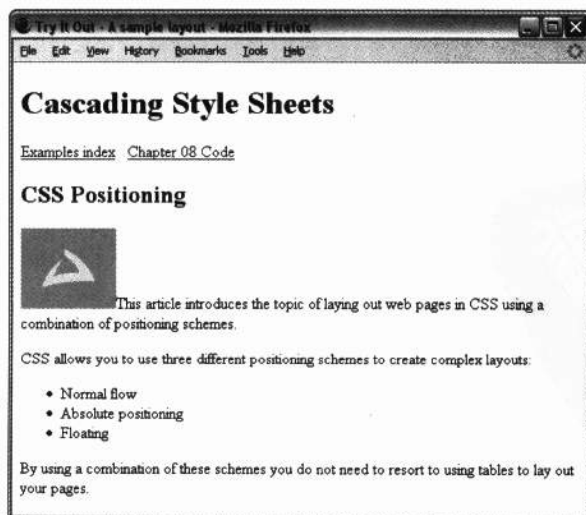 Try It Out - A sample layout - Mozilla Firefox
File Edit View History Bookmarks Tools Help
Cascading Style Sheets
Examples index Chapter 08 Code
CSS Positioning
This article introduces the topic of laying out web pages in CSS using a
combination of positioning schemes.
CSS allows you to use three different positioning schemes to create complex layouts:
• Normal flow
• Absolute positioning
• Floating
By using a combination of these schemes you do not need to resort to using tables to lay out
your pages.